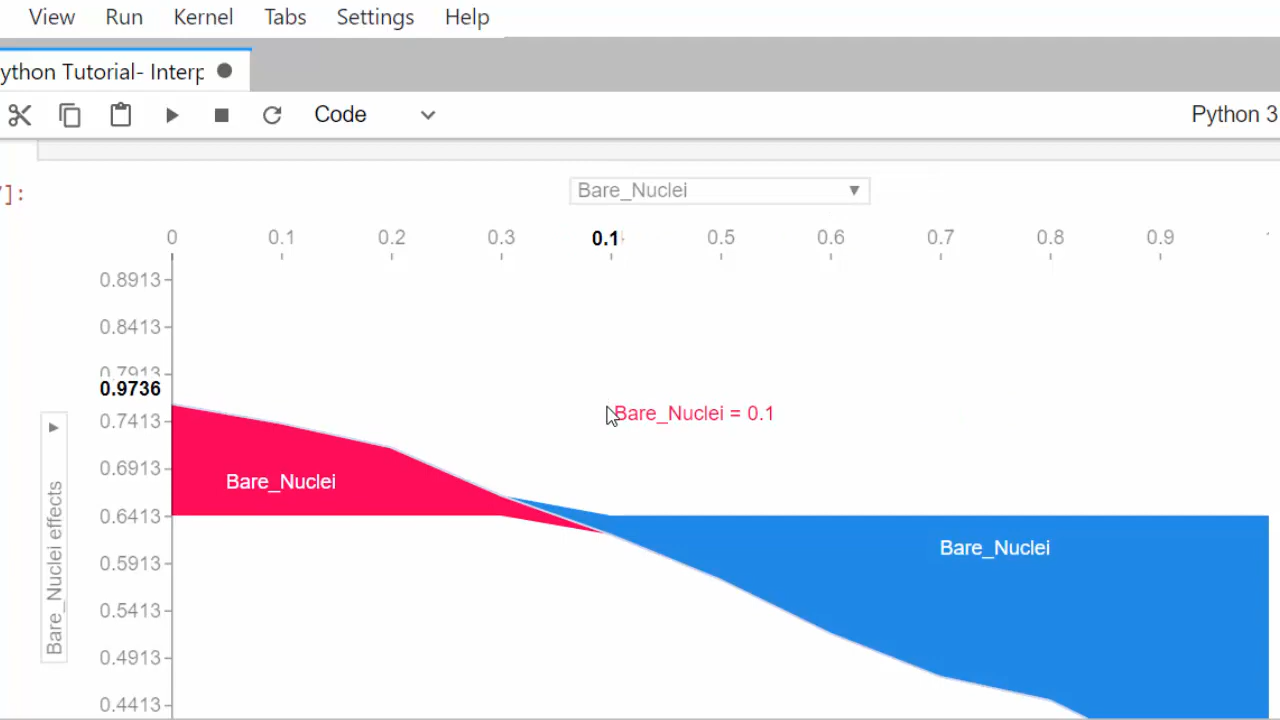 View Run Kernel Tabs Settings Help
ython Tutorial- Interp
Code Python 3
]:
Bare_Nuclei
0 0.1 0.2 0.3 0.1 0.5 0.6 0.7 0.8 0.9
0.8913
0.8413
0.7913
0.9736
0.7413
0.6913
0.6413
0.5913
0.5413
0.4913
0.4413
Bare_Nuclei effects
Bare_Nuclei = 0.1
Bare_Nuclei
Bare_Nuclei